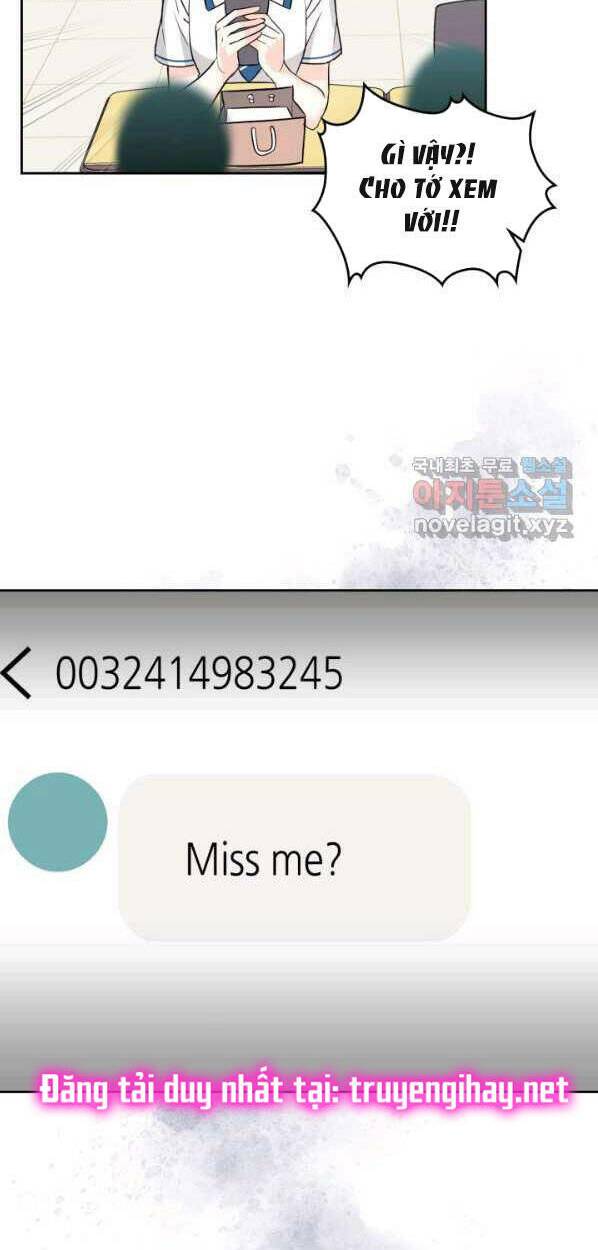 GÌ VẬY?!
CHO TỚ XEM
VỚI!!
국내최초 무료 웹소설
이지툰소설
novelagit.xyz
0032414983245
Miss me?
Đăng tải duy nhất tại: truyengihay.net